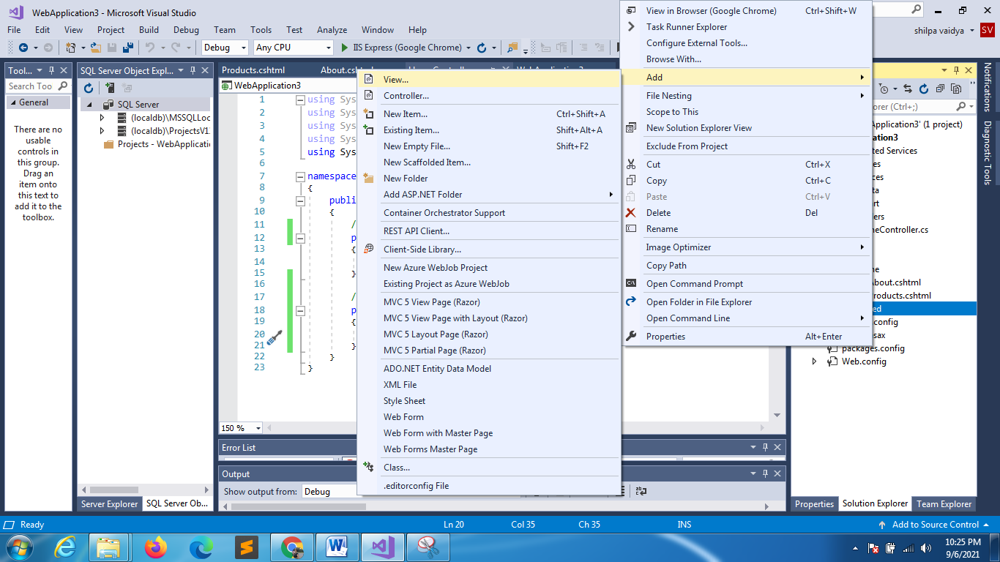 WebApplication3 - Microsoft Visual Studio
File Edit View Project Build Debug Team Tools Test Analyze Window Help
shilpa vaidya SV
Debug Any CPU IIS Express (Google Chrome)
Tool...
Search Too
General
There are no
usable
controls in
this group.
Drag an
item onto
this text to
add it to the
toolbox.
SQL Server Object Expl...
SQL Server
(localdb)\MSSQLLoc
(localdb)\ProjectsV1
Projects - WebApplicatio
Server Explorer SQL Server Ob...
Products.cshtml
WebApplication3
1 using Sys
2 using Sys
3 using Sys
4 using Sys
5 using Sys
6
7 namespace
8 {
9 publi
10 {
11 /
12 p
13 {
14
15 }
16
17 /
18 p
19 {
20
21 }
22 }
23 }
150 %
Error List
Output
Show output from: Debug
View...
Controller...
New Item... Ctrl+Shift+A
Existing Item... Shift+Alt+A
New Empty File... Shift+F2
New Scaffolded Item...
New Folder
Add ASP.NET Folder
Container Orchestrator Support
REST API Client...
Client-Side Library...
New Azure WebJob Project
Existing Project as Azure WebJob
MVC 5 View Page (Razor)
MVC 5 View Page with Layout (Razor)
MVC 5 Layout Page (Razor)
MVC 5 Partial Page (Razor)
ADO.NET Entity Data Model
XML File
Style Sheet
Web Form
Web Form with Master Page
Web Forms Master Page
Class...
.editorconfig File
View in Browser (Google Chrome) Ctrl+Shift+W
Task Runner Explorer
Configure External Tools...
Browse With...
Add
File Nesting
Scope to This
New Solution Explorer View
Exclude From Project
Cut Ctrl+X
Copy Ctrl+C
Paste Ctrl+V
Delete Del
Rename
Image Optimizer
Copy Path
Open Command Prompt
Open Folder in File Explorer
Open Command Line
Properties Alt+Enter
orer (Ctrl+;)
pplication3' (1 project)
ation3
ted Services
es
ces
ta
rt
ers
meController.cs
me
About.cshtml
roducts.cshtml
ed
.config
sax
packages.config
Web.config
Properties Solution Explorer Team Explorer
Notifications
Diagnostic Tools
Ready Ln 20 Col 35 Ch 35 INS Add to Source Control
10:25 PM
9/6/2021